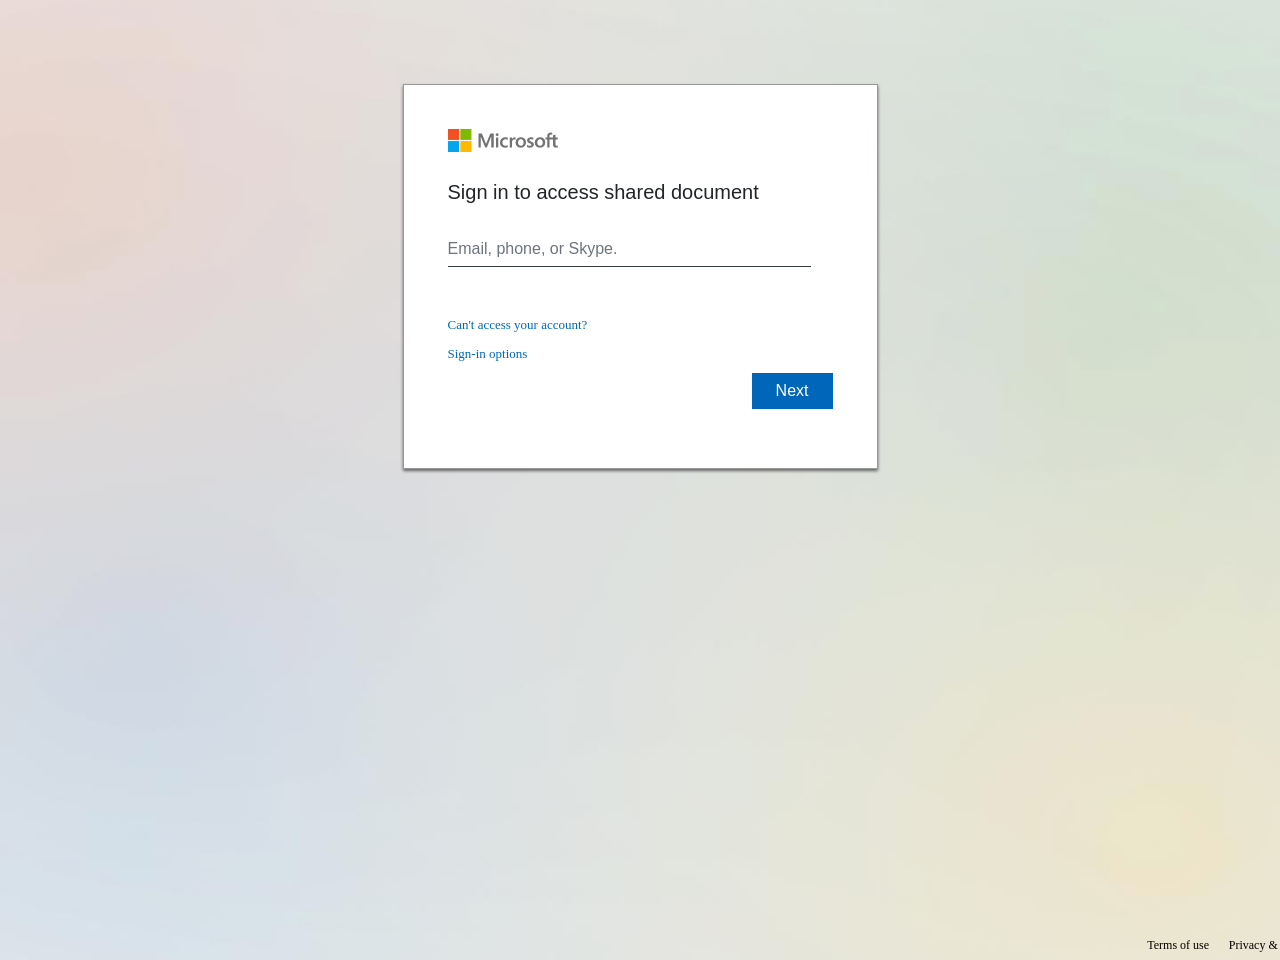 Microsoft
Sign in to access shared document
Email, phone, or Skype.
Can't access your account?
Sign-in options
Next
Terms of use Privacy &